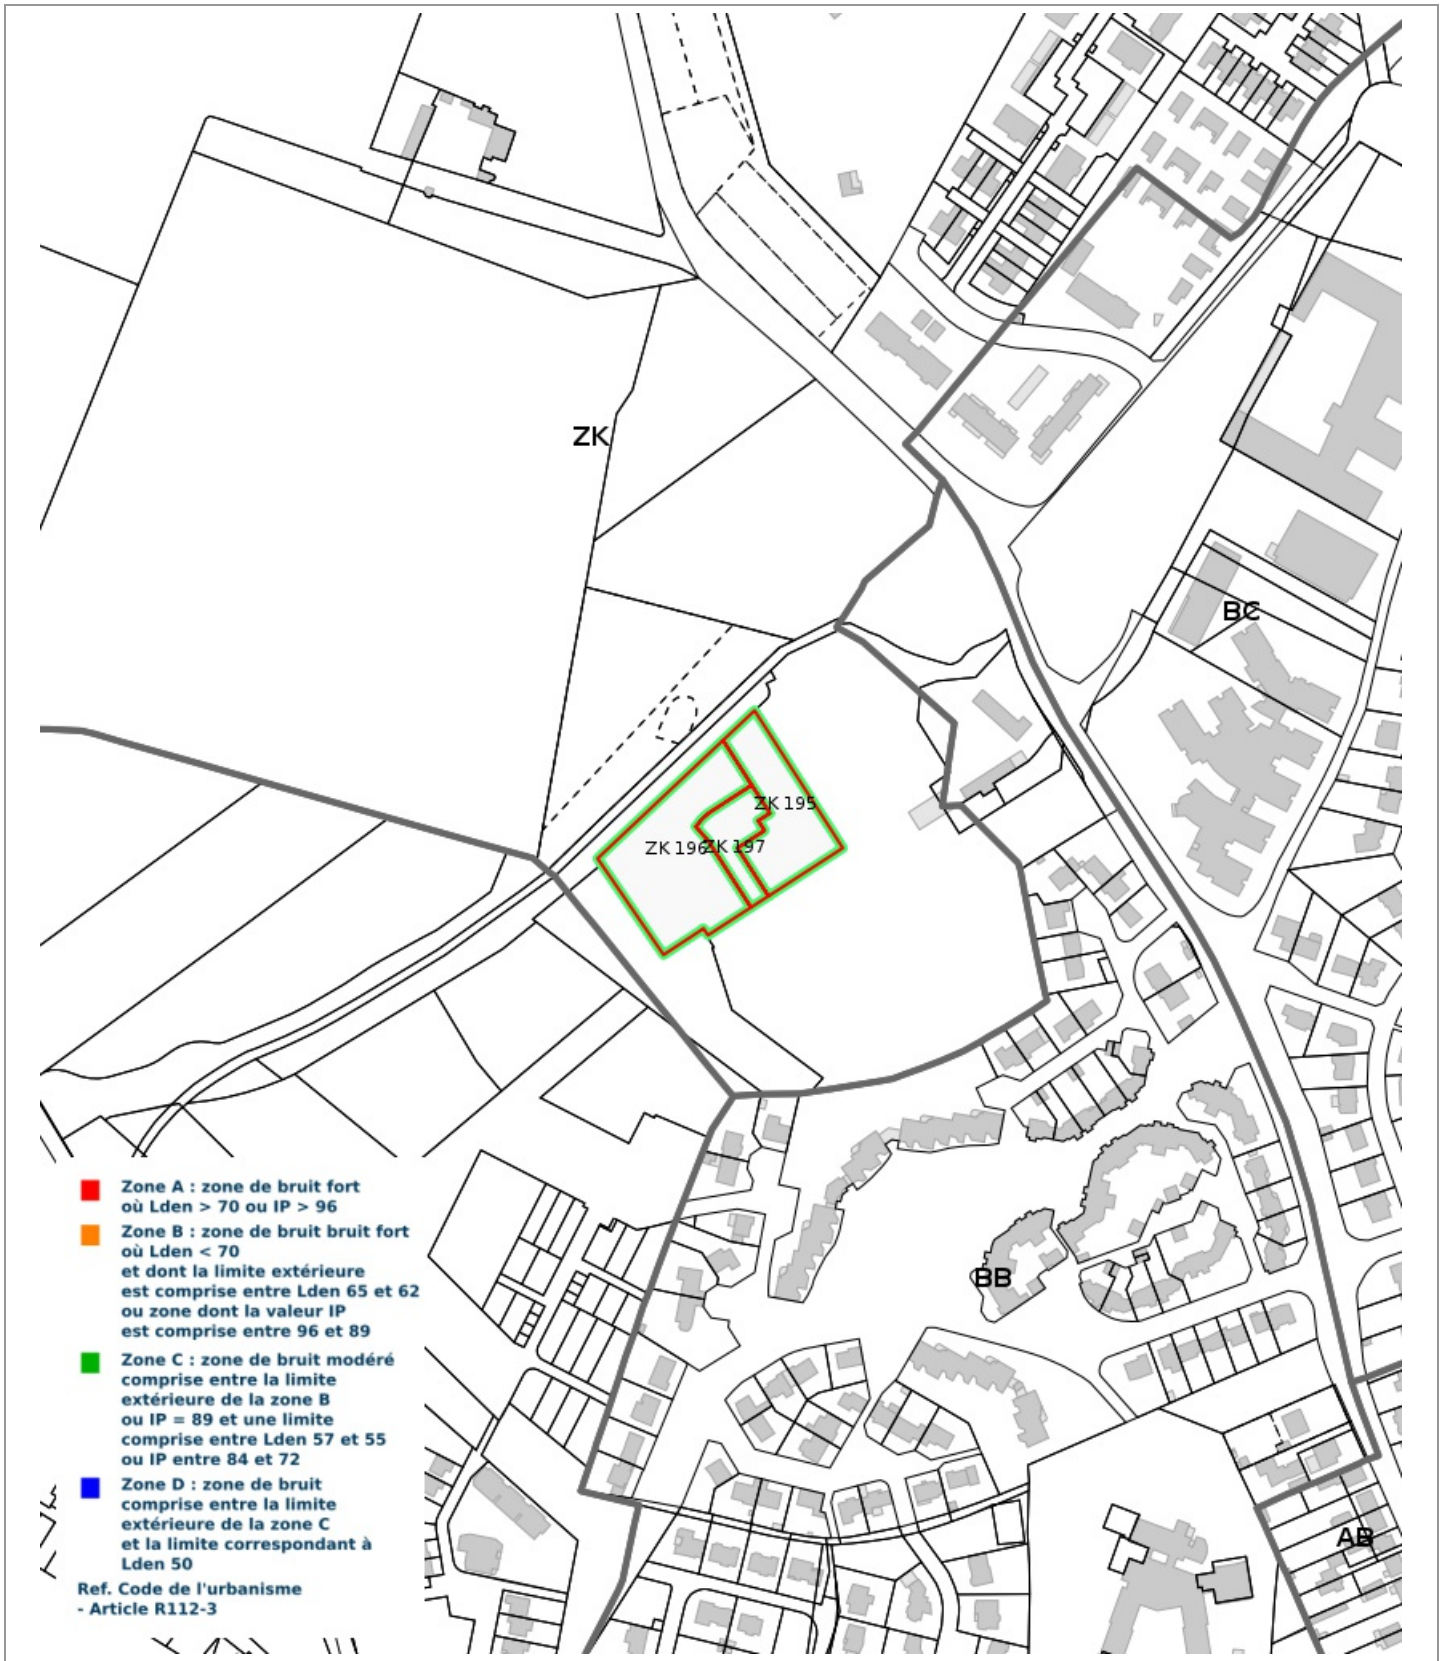 ZK
BC
ZK 195
ZK 196
ZK 197
Zone A : zone de bruit fort
où Lden > 70 ou IP > 96
Zone B : zone de bruit bruit fort
où Lden < 70
et dont la limite extérieure
est comprise entre Lden 65 et 62
ou zone dont la valeur IP
est comprise entre 96 et 89
Zone C : zone de bruit modéré
comprise entre la limite
extérieure de la zone B
ou IP = 89 et une limite
comprise entre Lden 57 et 55
ou IP entre 84 et 72
Zone D : zone de bruit
comprise entre la limite
extérieure de la zone C
et la limite correspondant à
Lden 50
Ref. Code de l'urbanisme
- Article R112-3
BB
AB